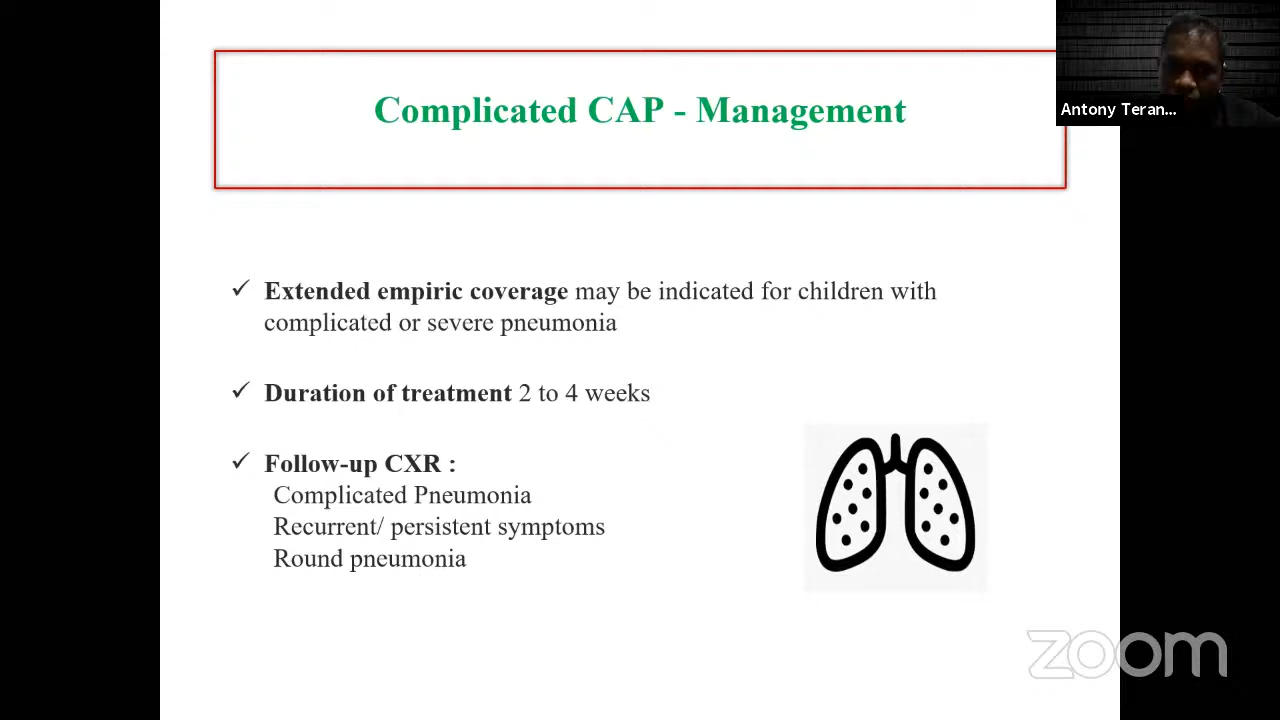 Complicated CAP - Management
Antony Teran...
✓ Extended empiric coverage may be indicated for children with
complicated or severe pneumonia
✓ Duration of treatment 2 to 4 weeks
✓ Follow-up CXR :
Complicated Pneumonia
Recurrent/ persistent symptoms
Round pneumonia
zoom